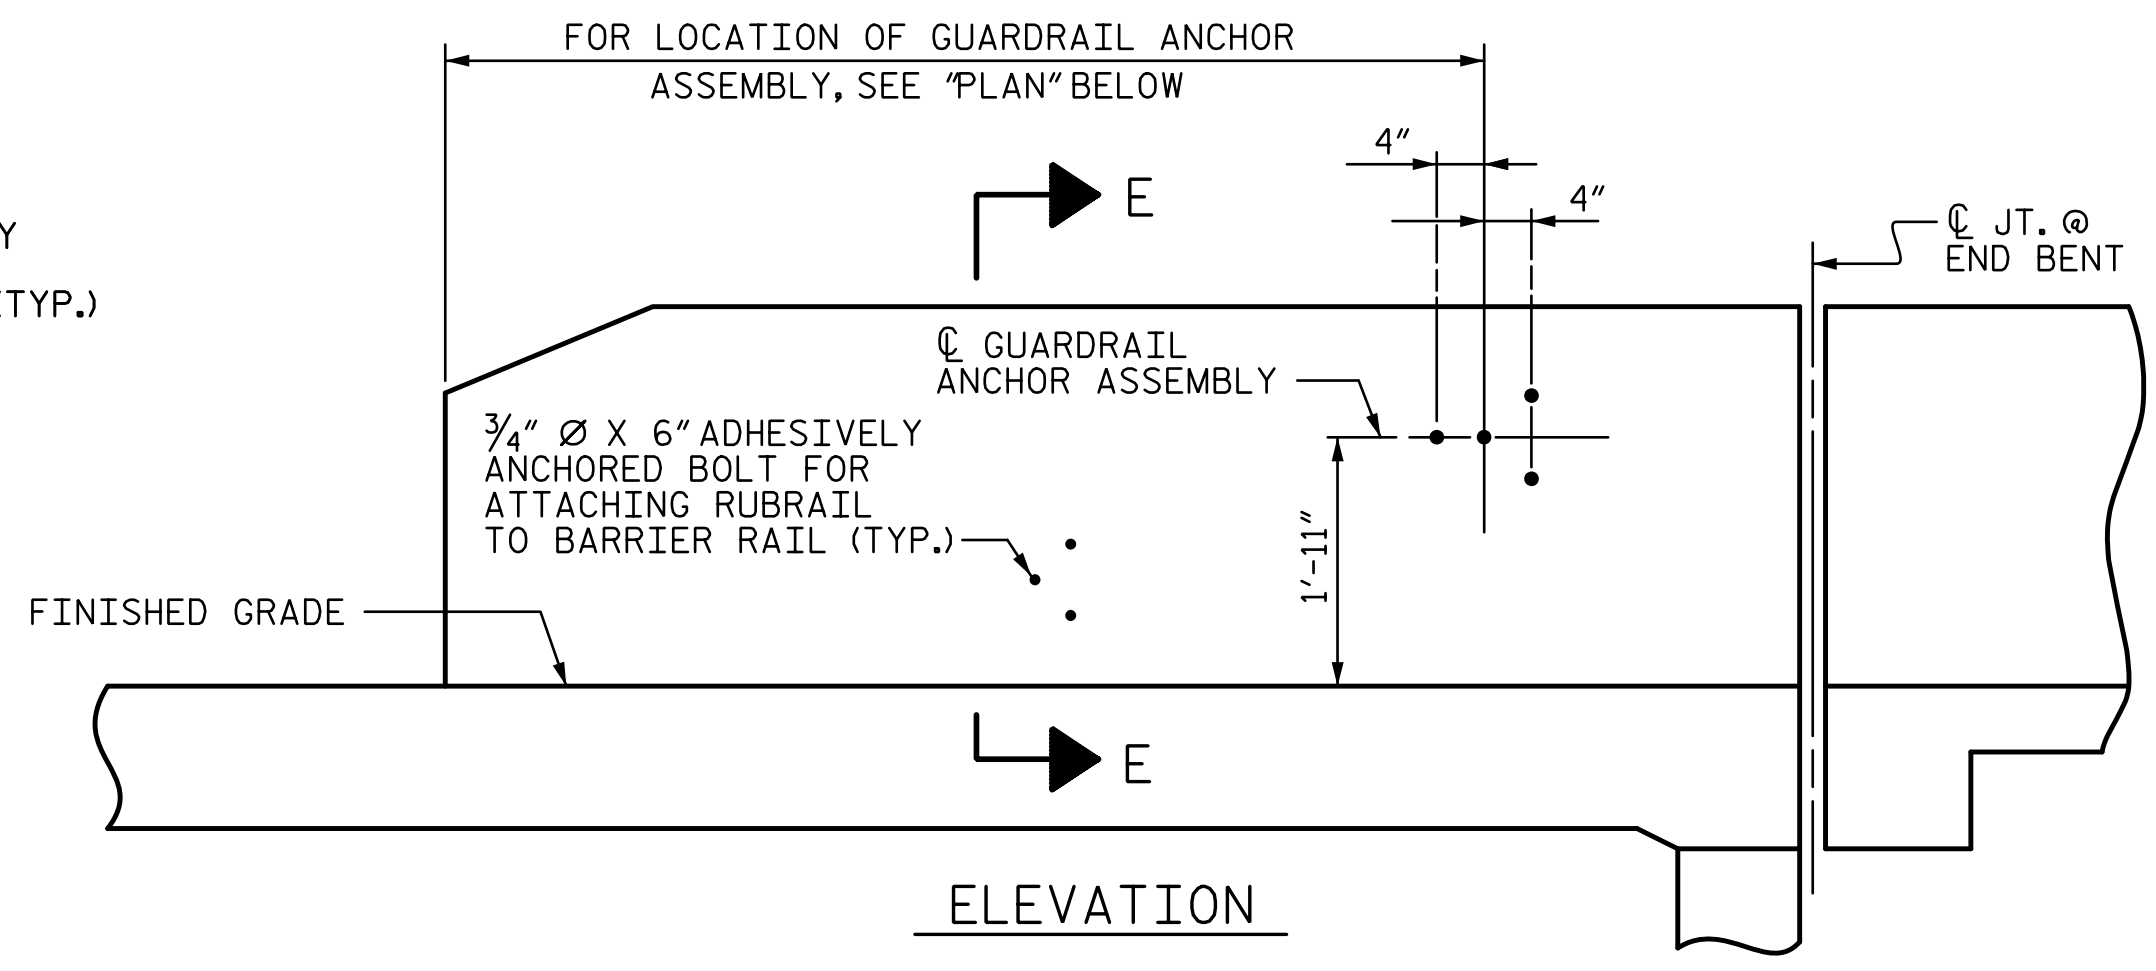 FOR LOCATION OF GUARDRAIL ANCHOR
ASSEMBLY, SEE "PLAN" BELOW
4"
4"
E
Y
TYP.)
℄ JT. @
END BENT
℄ GUARDRAIL
ANCHOR ASSEMBLY
3/4" Ø X 6" ADHESIVELY
ANCHORED BOLT FOR
ATTACHING RUBRAIL
TO BARRIER RAIL (TYP.)
1'-11"
FINISHED GRADE
E
ELEVATION